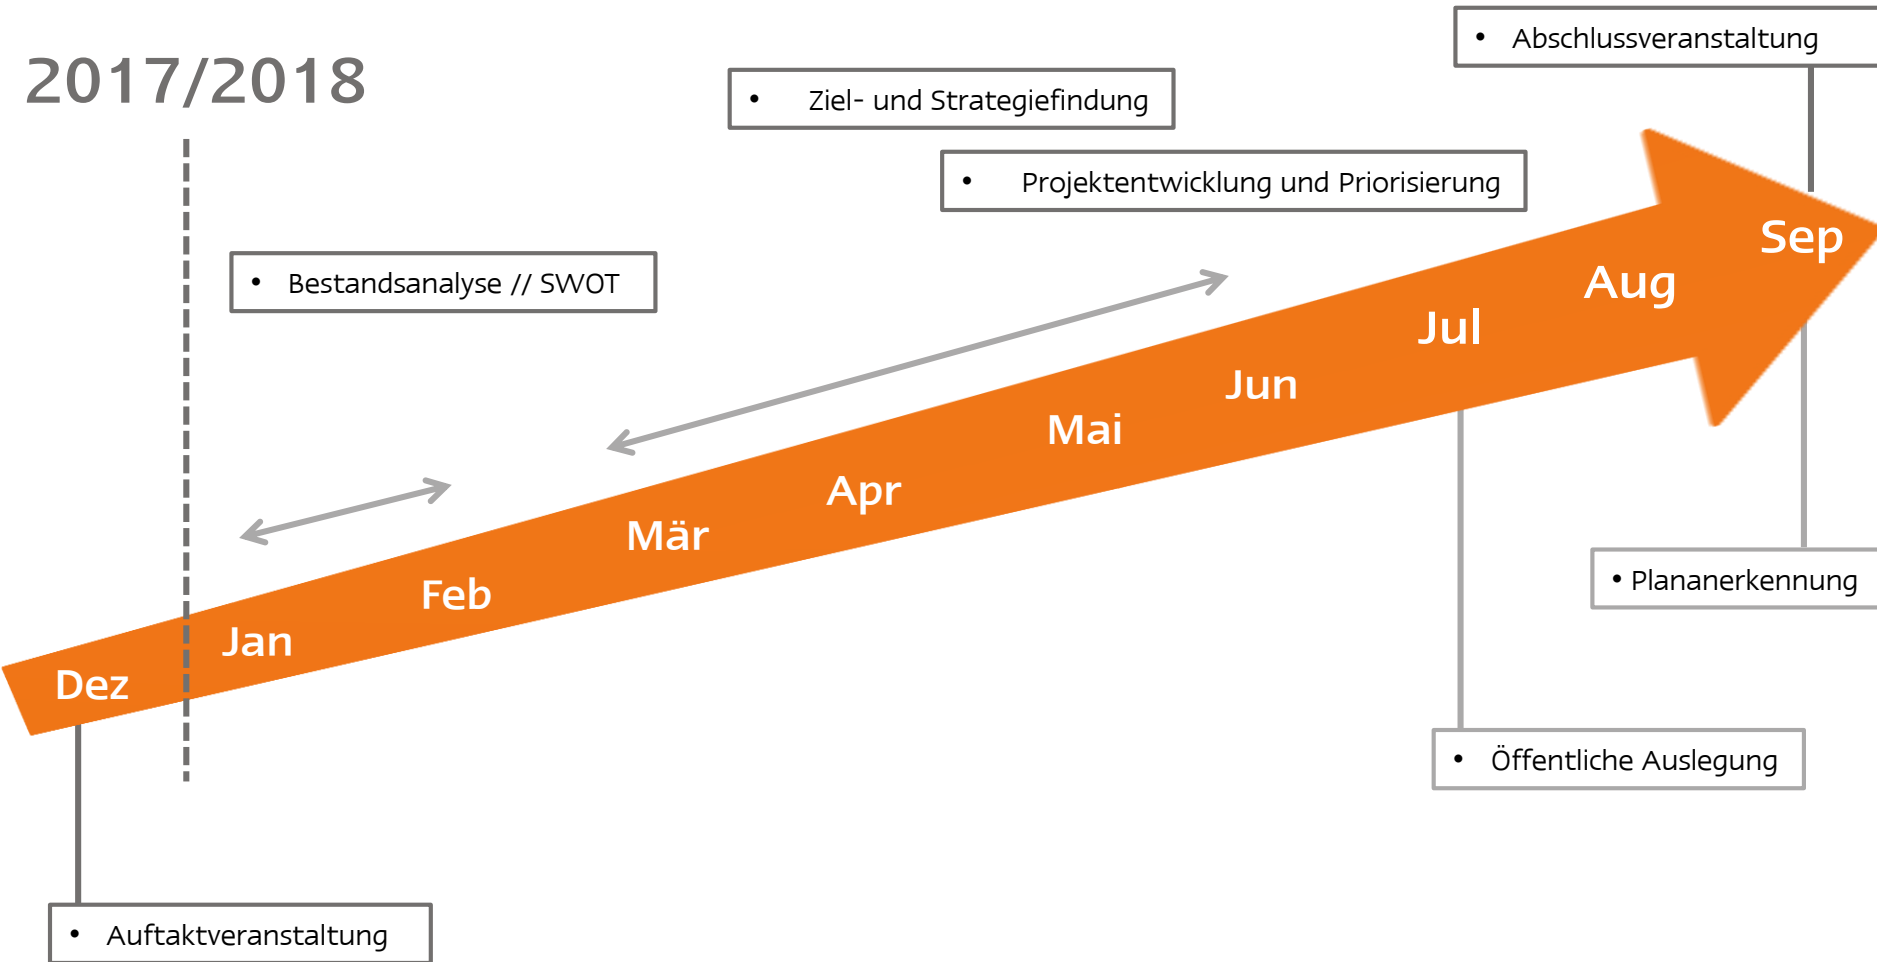 2017/2018
• Abschlussveranstaltung
• Ziel- und Strategiefindung
• Projektentwicklung und Priorisierung
• Bestandsanalyse // SWOT
Dez
Jan
Feb
Mär
Apr
Mai
Jun
Jul
Aug
Sep
• Plananerkennung
• Öffentliche Auslegung
• Auftaktveranstaltung